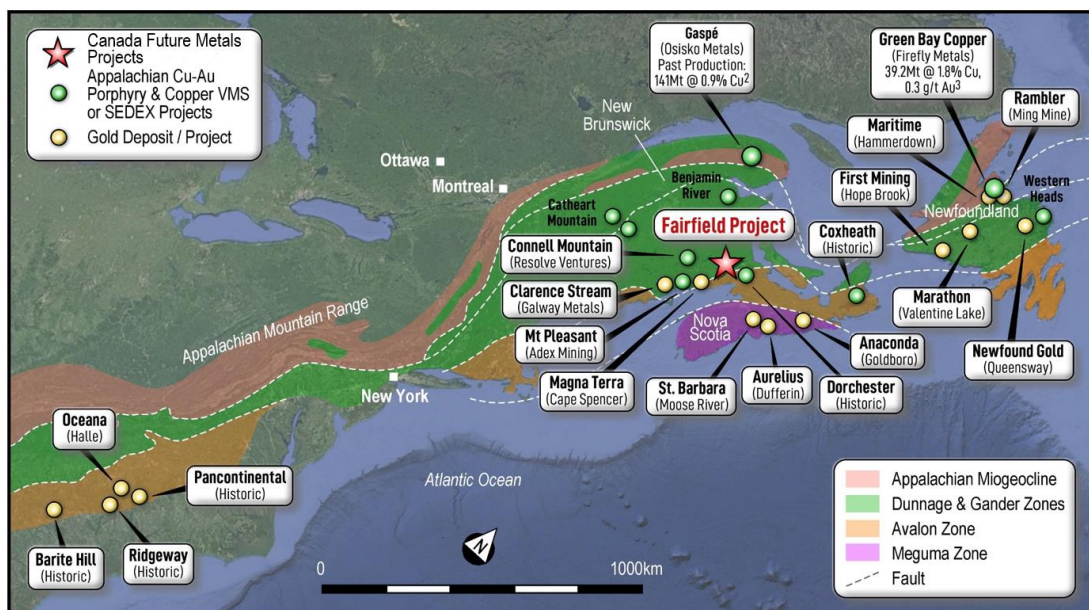 Canada Future Metals
Projects
Appalachian Cu-Au
Porphyry & Copper VMS
or SEDEX Projects
Gold Deposit / Project
Gaspé
(Osisko Metals)
Past Production:
141Mt @ 0.9% Cu²
Green Bay Copper
(Firefly Metals)
39.2Mt @ 1.8% Cu,
0.3 g/t Au³
Rambler
(Ming Mine)
Maritime
(Hammerdown)
First Mining
(Hope Brook)
New
Brunswick
Ottawa
Montreal
Benjamin
River
Cathcart
Mountain
Western
Heads
Newfoundland
Fairfield Project
Coxheath
(Historic)
Connell Mountain
(Resolve Ventures)
Clarence Stream
(Galway Metals)
Mt Pleasant
(Adex Mining)
Magna Terra
(Cape Spencer)
Nova
Scotia
St. Barbara
(Moose River)
Aurelius
(Dufferin)
Anaconda
(Goldboro)
Dorchester
(Historic)
Marathon
(Valentine Lake)
Newfound Gold
(Queensway)
Appalachian Mountain Range
New York
Oceana
(Halle)
Pancontinental
(Historic)
Barite Hill
(Historic)
Ridgeway
(Historic)
Atlantic Ocean
N
0
1000km
Appalachian Miogeocline
Dunnage & Gander Zones
Avalon Zone
Meguma Zone
Fault